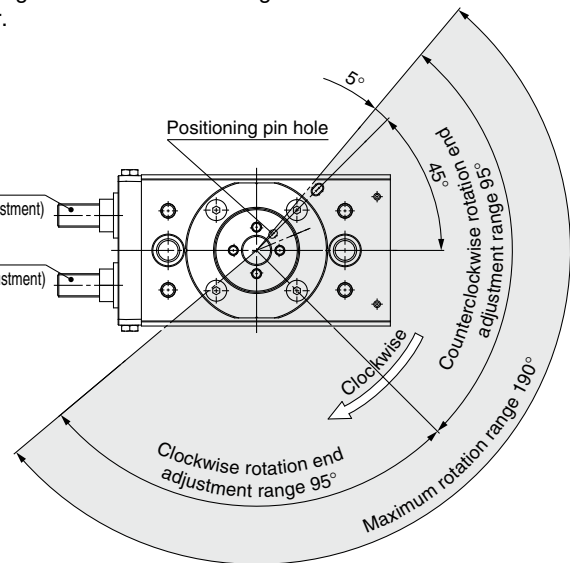 r.
5°
Positioning pin hole
45°
Counterclockwise rotation end
adjustment range 95°
stment)
ustment)
Clockwise
Clockwise rotation end
adjustment range 95°
Maximum rotation range 190°